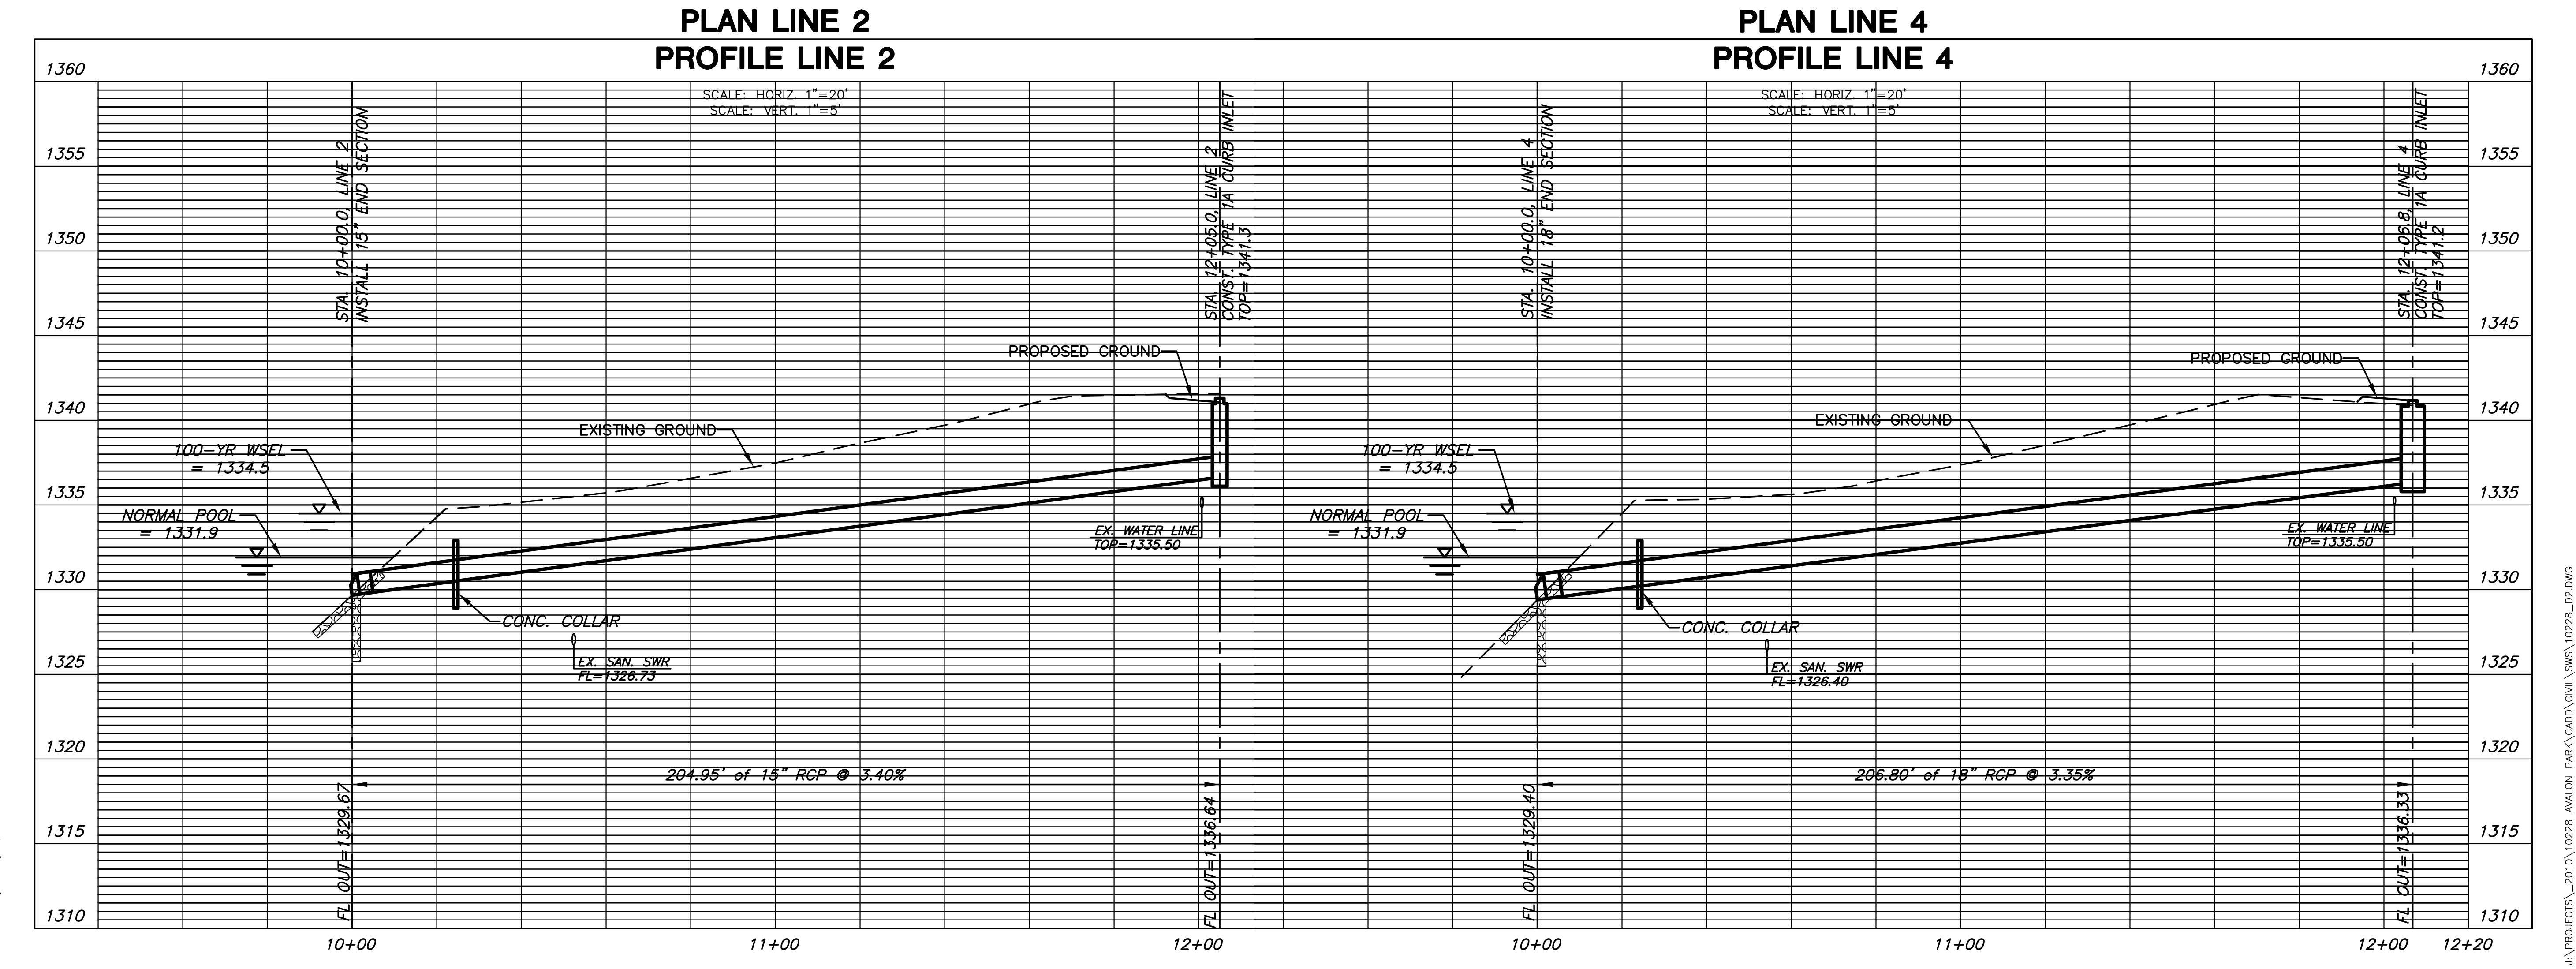 PLAN LINE 2
PLAN LINE 4
PROFILE LINE 2
PROFILE LINE 4
1360
1355
1350
1345
1340
1335
1330
1325
1320
1315
1310
SCALE: HORIZ. 1"=20'
SCALE: VERT. 1"=5'
STA. 10+00.0, LINE 2
INSTALL 15" END SECTION
STA. 12+05.0, LINE 2
CONST. TYPE 1A CURB INLET
TOP=1341.3
PROPOSED GROUND
EXISTING GROUND
100-YR WSEL
= 1334.5
NORMAL POOL
= 1331.9
EX. WATER LINE
TOP=1335.50
CONC. COLLAR
EX. SAN. SWR
FL=1326.73
204.95' of 15" RCP @ 3.40%
FL OUT=1329.67
FL OUT=1336.64
10+00
11+00
12+00
SCALE: HORIZ. 1"=20'
SCALE: VERT. 1"=5'
STA. 10+00.0, LINE 4
INSTALL 18" END SECTION
STA. 12+06.8, LINE 4
CONST. TYPE 1A CURB INLET
TOP=1341.2
PROPOSED GROUND
EXISTING GROUND
100-YR WSEL
= 1334.5
NORMAL POOL
= 1331.9
EX. WATER LINE
TOP=1335.50
CONC. COLLAR
EX. SAN. SWR
FL=1326.40
206.80' of 18" RCP @ 3.35%
FL OUT=1329.40
FL OUT=1336.33
10+00
11+00
12+00
12+20
1360
1355
1350
1345
1340
1335
1330
1325
1320
1315
1310
J:\PROJECTS\_2010\10228 AVALON PARK\CADD\CIVIL\SWS\10228_D2.DWG